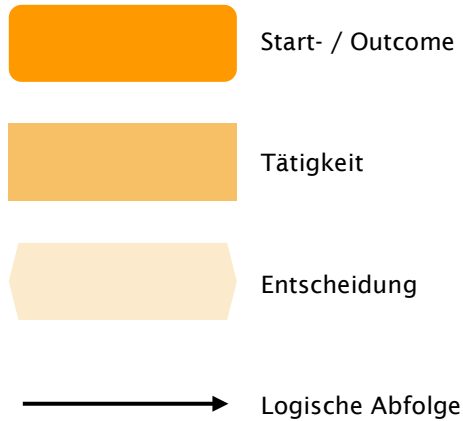 Start- / Outcome
Tätigkeit
Entscheidung
Logische Abfolge